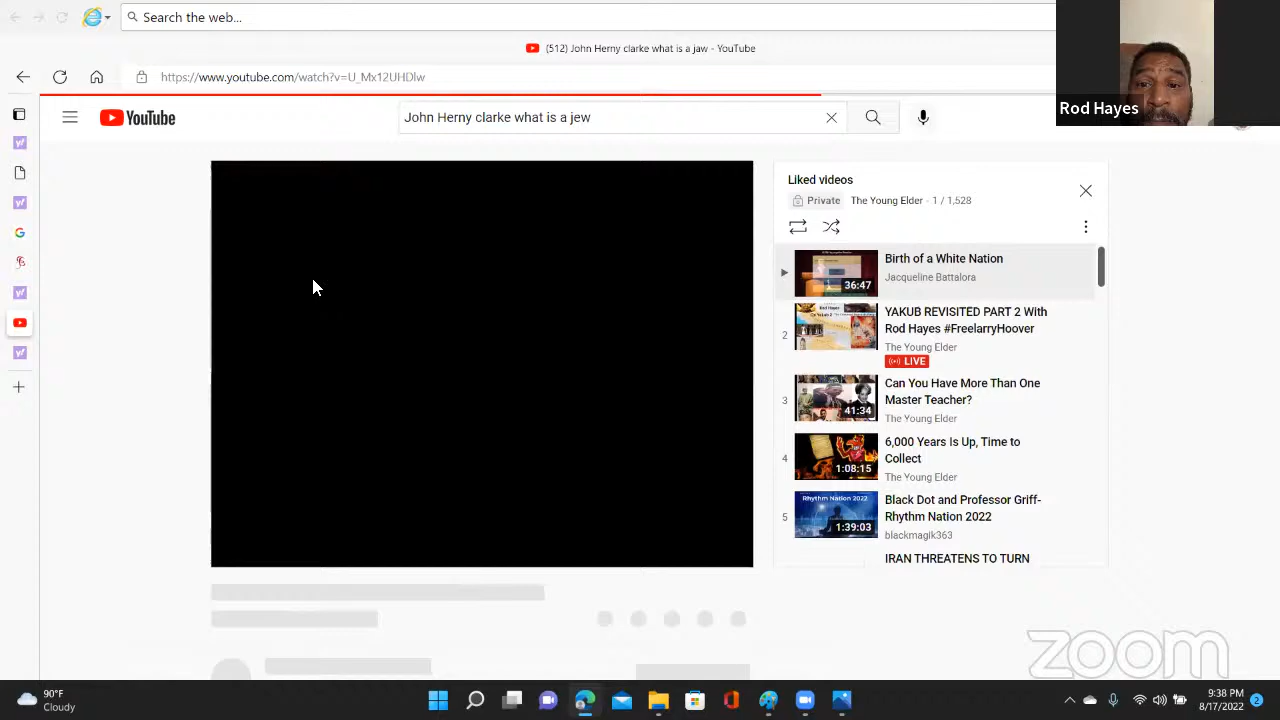 Search the web...
(512) John Herny clarke what is a jaw - YouTube
https://www.youtube.com/watch?v=U_Mx12UHDlw
Rod Hayes
YouTube
John Herny clarke what is a jew
Liked videos
Private The Young Elder - 1 / 1,528
Birth of a White Nation
Jacqueline Battalora
36:47
2
YAKUB REVISITED PART 2 With
Rod Hayes #FreelarryHoover
The Young Elder
LIVE
3
Can You Have More Than One
Master Teacher?
The Young Elder
41:34
4
6,000 Years Is Up, Time to
Collect
The Young Elder
1:08:15
5
Rhythm Nation 2022
Black Dot and Professor Griff-
Rhythm Nation 2022
blackmagik363
1:39:03
IRAN THREATENS TO TURN
zoom
90°F
Cloudy
9:38 PM
8/17/2022
2